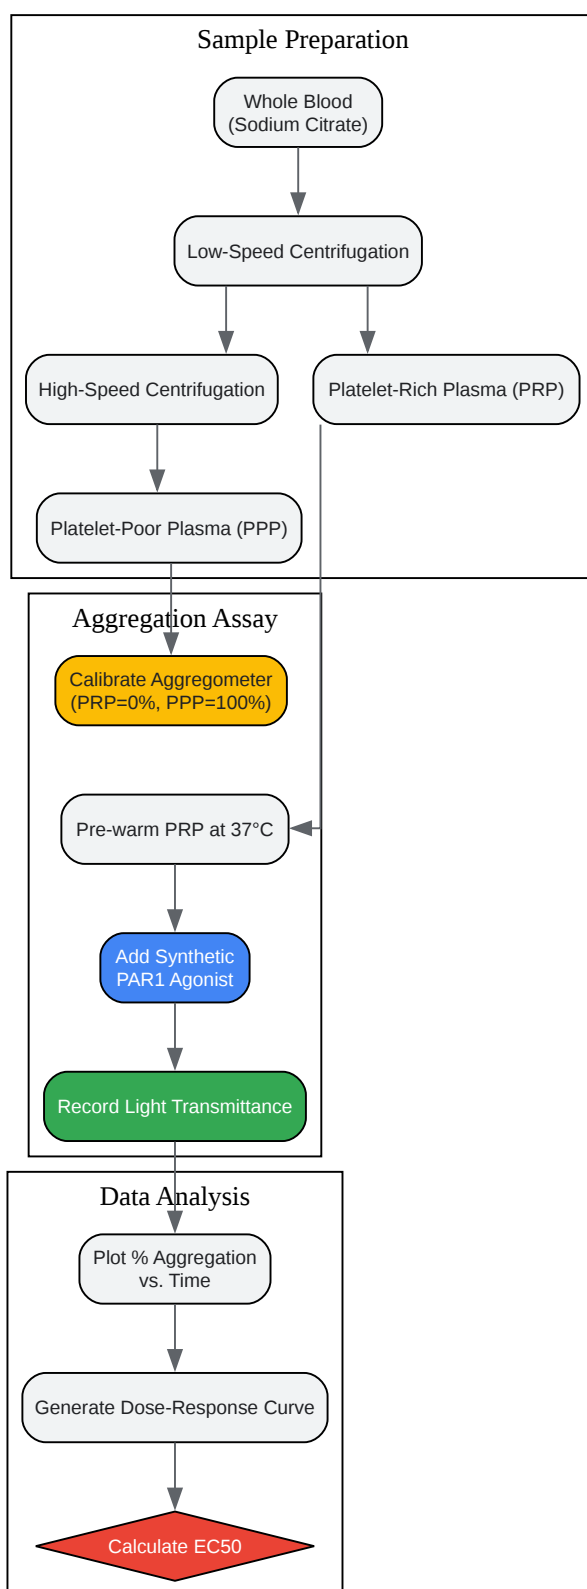 Sample Preparation
Whole Blood
(Sodium Citrate)
Low-Speed Centrifugation
High-Speed Centrifugation
Platelet-Rich Plasma (PRP)
Platelet-Poor Plasma (PPP)
Aggregation Assay
Calibrate Aggregometer
(PRP=0%, PPP=100%)
Pre-warm PRP at 37°C
Add Synthetic
PAR1 Agonist
Record Light Transmittance
Data Analysis
Plot % Aggregation
vs. Time
Generate Dose-Response Curve
Calculate EC50